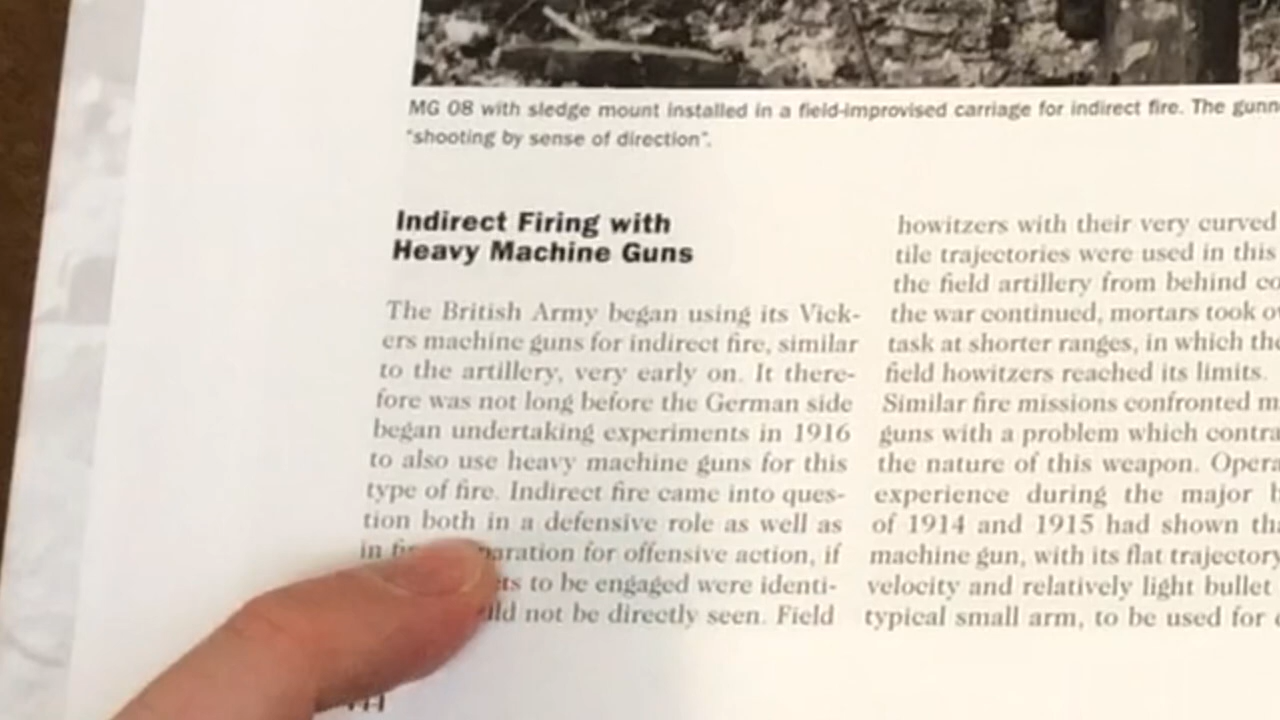 MG 08 with sledge mount installed in a field-improvised carriage for indirect fire. The
"shooting by sense of direction".
Indirect Firing with
Heavy Machine Guns
The British Army began using its Vick-
ers machine guns for indirect fire, similar
to the artillery, very early on. It there-
fore was not long before the German side
began undertaking experiments in 1916
to also use heavy machine guns for this
type of fire. Indirect fire came into ques-
tion both in a defensive role as well as
in for offensive action, if
to be engaged were identi-
not be directly seen. Field
howitzers with their very curved
tile trajectories were used in this
the field artillery from behind
the war continued, mortars took
task at shorter ranges, in which
field howitzers reached its limits.
Similar fire missions confronted
guns with a problem which
the nature of this weapon.
experience during the major
of 1914 and 1915 had shown
machine gun, with its flat trajectory
velocity and relatively light bullet
typical small arm, to be used for